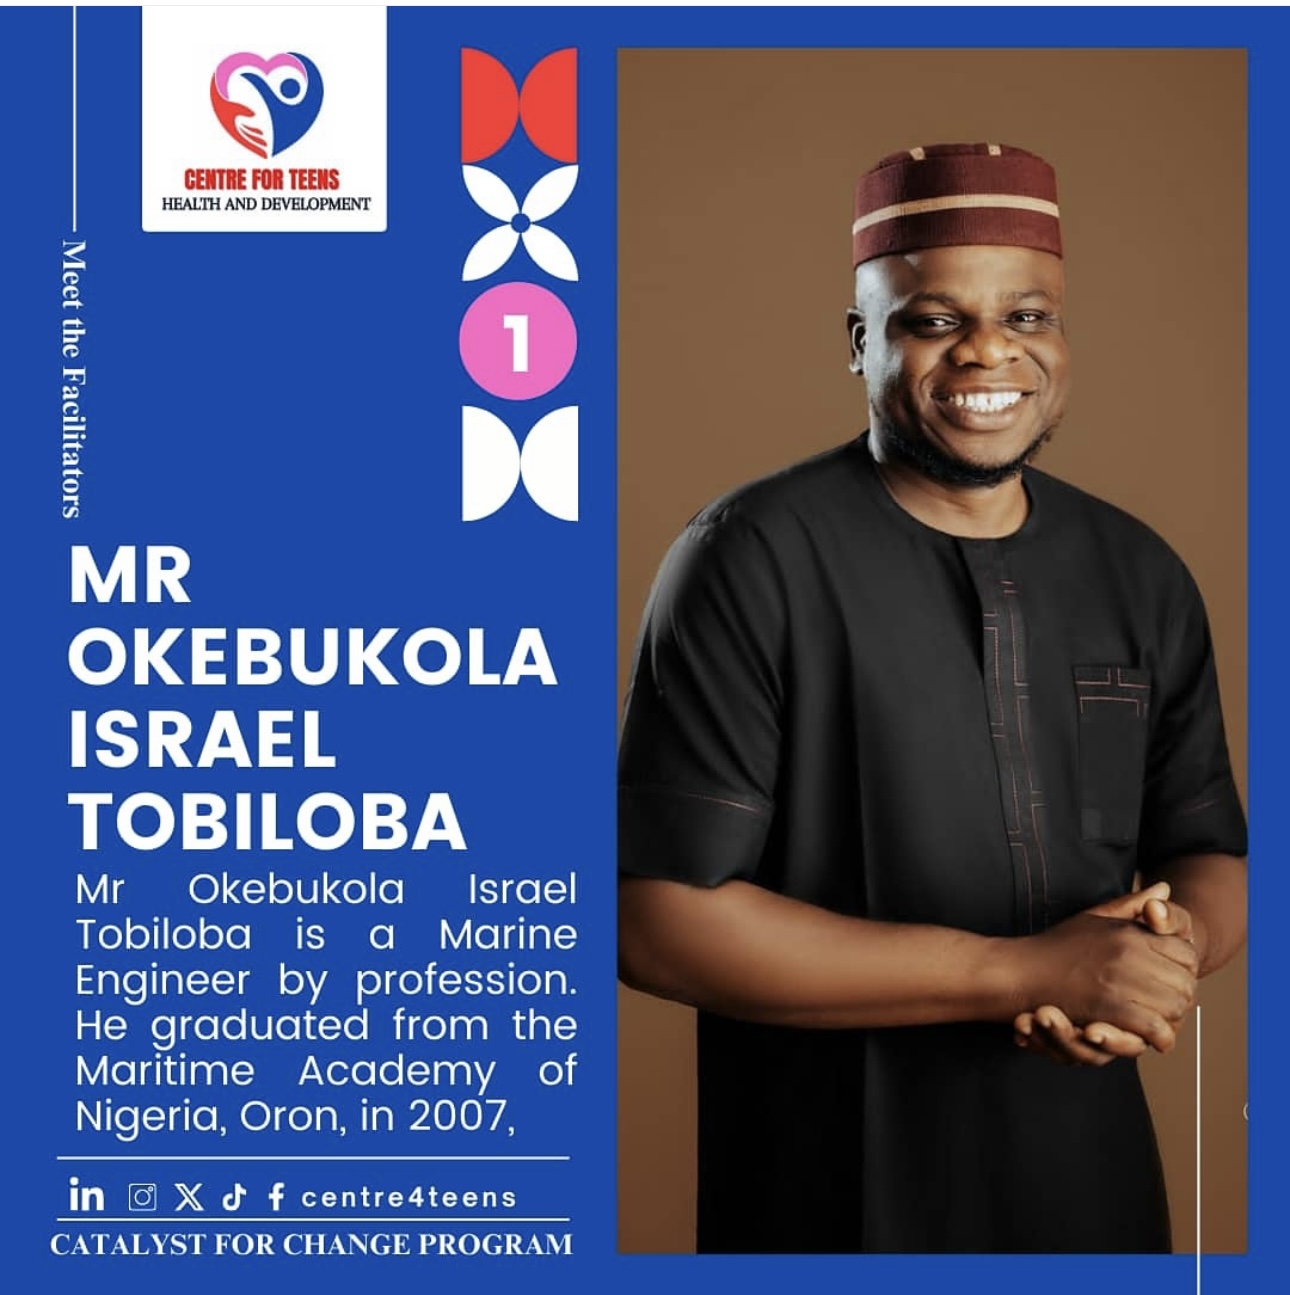 CENTRE FOR TEENS
HEALTH AND DEVELOPMENT
Meet the Facilitators
1
MR
OKEBUKOLA
ISRAEL
TOBILOBA
Mr Okebukola Israel
Tobiloba is a Marine
Engineer by profession.
He graduated from the
Maritime Academy of
Nigeria, Oron, in 2007,
in X f centre4teens
CATALYST FOR CHANGE PROGRAM